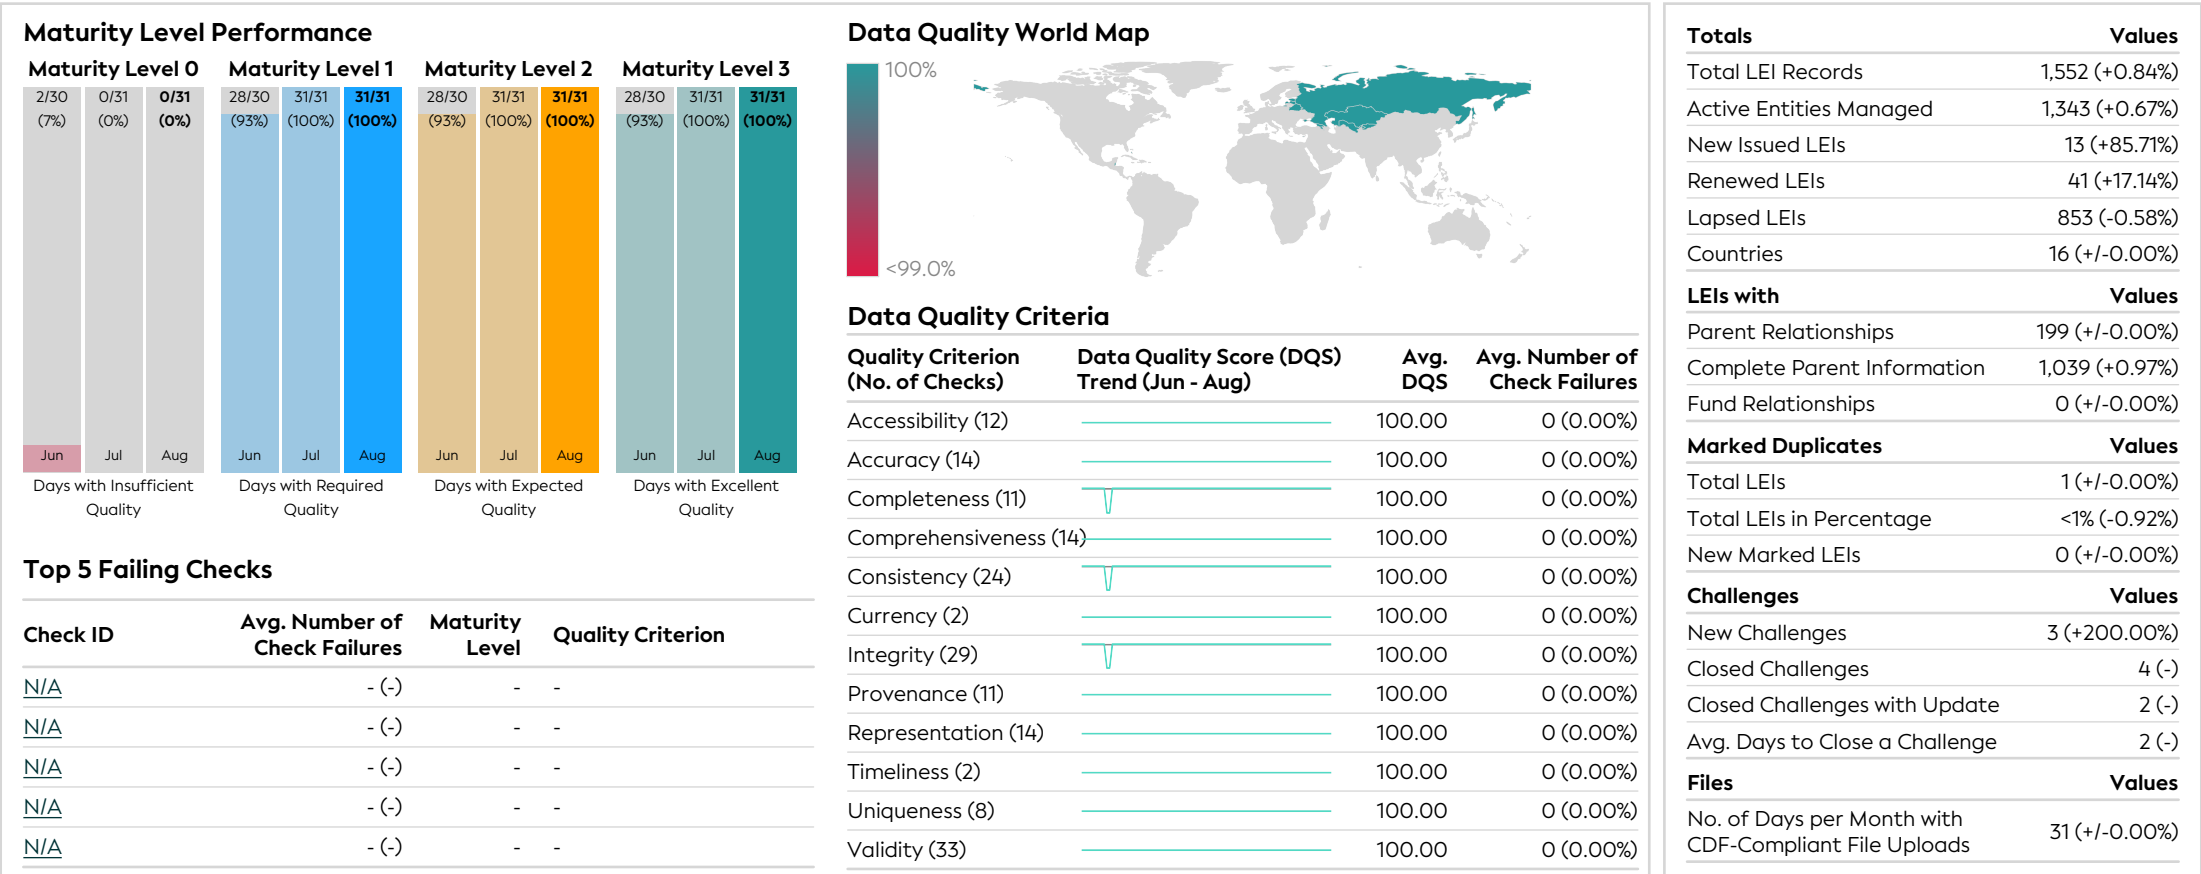 Maturity Level Performance
Maturity Level 0 Maturity Level 1 Maturity Level 2 Maturity Level 3
2/30 0/31 0/31 28/30 31/31 31/31 28/30 31/31 31/31 28/30 31/31 31/31
(7%) (0%) (0%) (93%) (100%) (100%) (93%) (100%) (100%) (93%) (100%) (100%)
Jun Jul Aug Jun Jul Aug Jun Jul Aug Jun Jul Aug
Days with Insufficient Days with Required Days with Expected Days with Excellent
Quality Quality Quality Quality
Top 5 Failing Checks
Check ID Avg. Number of Check Failures Maturity Level Quality Criterion
N/A - (-) - -
N/A - (-) - -
N/A - (-) - -
N/A - (-) - -
N/A - (-) - -
Data Quality World Map
100%
<99.0%
Data Quality Criteria
Quality Criterion Data Quality Score (DQS) Avg. Avg. Number of
(No. of Checks) Trend (Jun - Aug) DQS Check Failures
Accessibility (12) 100.00 0 (0.00%)
Accuracy (14) 100.00 0 (0.00%)
Completeness (11) 100.00 0 (0.00%)
Comprehensiveness (14) 100.00 0 (0.00%)
Consistency (24) 100.00 0 (0.00%)
Currency (2) 100.00 0 (0.00%)
Integrity (29) 100.00 0 (0.00%)
Provenance (11) 100.00 0 (0.00%)
Representation (14) 100.00 0 (0.00%)
Timeliness (2) 100.00 0 (0.00%)
Uniqueness (8) 100.00 0 (0.00%)
Validity (33) 100.00 0 (0.00%)
Totals Values
Total LEI Records 1,552 (+0.84%)
Active Entities Managed 1,343 (+0.67%)
New Issued LEIs 13 (+85.71%)
Renewed LEIs 41 (+17.14%)
Lapsed LEIs 853 (-0.58%)
Countries 16 (+/-0.00%)
LEIs with Values
Parent Relationships 199 (+/-0.00%)
Complete Parent Information 1,039 (+0.97%)
Fund Relationships 0 (+/-0.00%)
Marked Duplicates Values
Total LEIs 1 (+/-0.00%)
Total LEIs in Percentage <1% (-0.92%)
New Marked LEIs 0 (+/-0.00%)
Challenges Values
New Challenges 3 (+200.00%)
Closed Challenges 4 (-)
Closed Challenges with Update 2 (-)
Avg. Days to Close a Challenge 2 (-)
Files Values
No. of Days per Month with
CDF-Compliant File Uploads 31 (+/-0.00%)